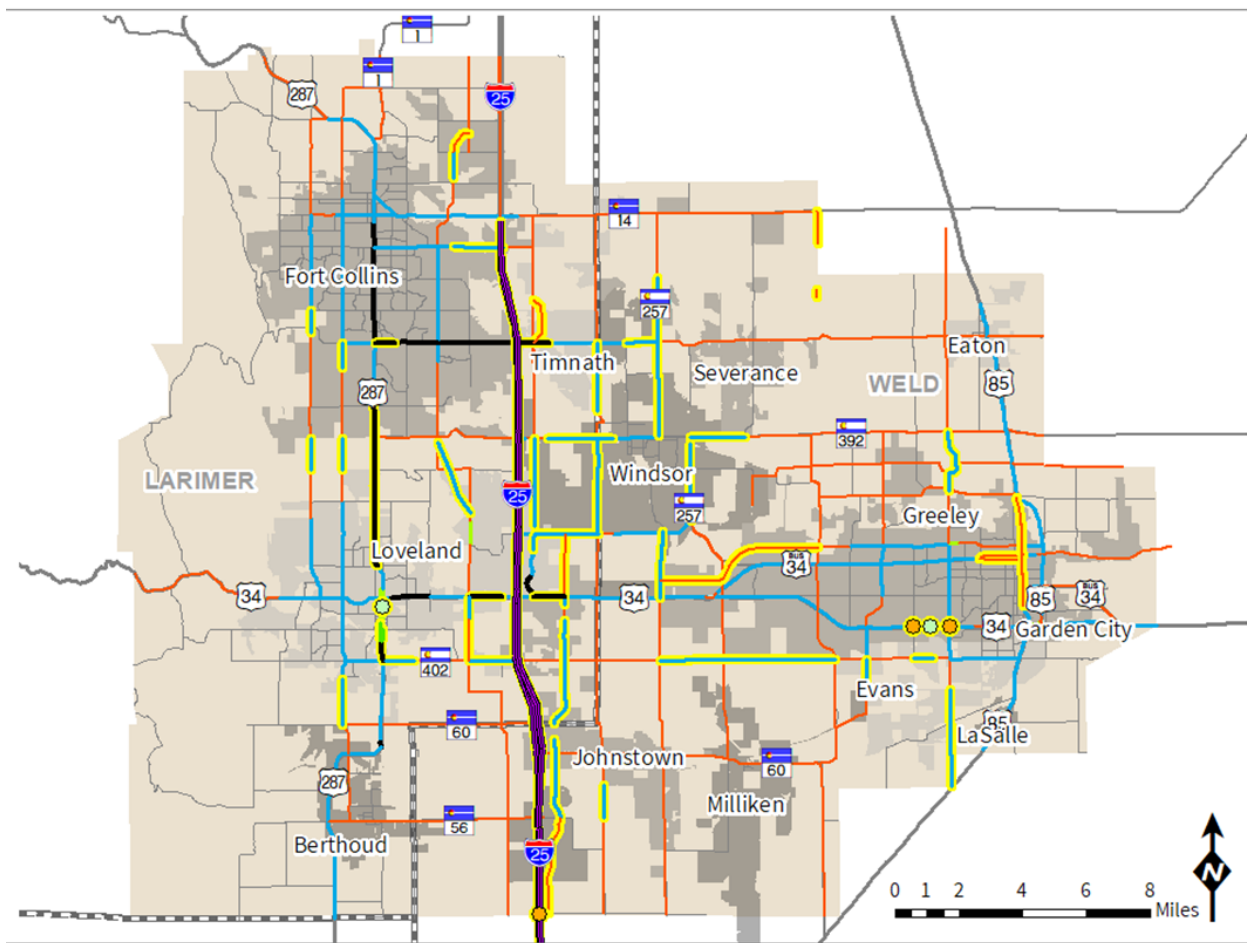 1
1
287
25
14
Fort Collins
257
Eaton
Timnath
Severance
WELD
85
287
392
LARIMER
Windsor
25
257
Greeley
Loveland
BUS
34
34
34
BUS
34
85
34
Garden City
402
Evans
60
85
LaSalle
Johnstown
60
287
Milliken
56
Berthoud
25
N
0 1 2 4 6 8
Miles